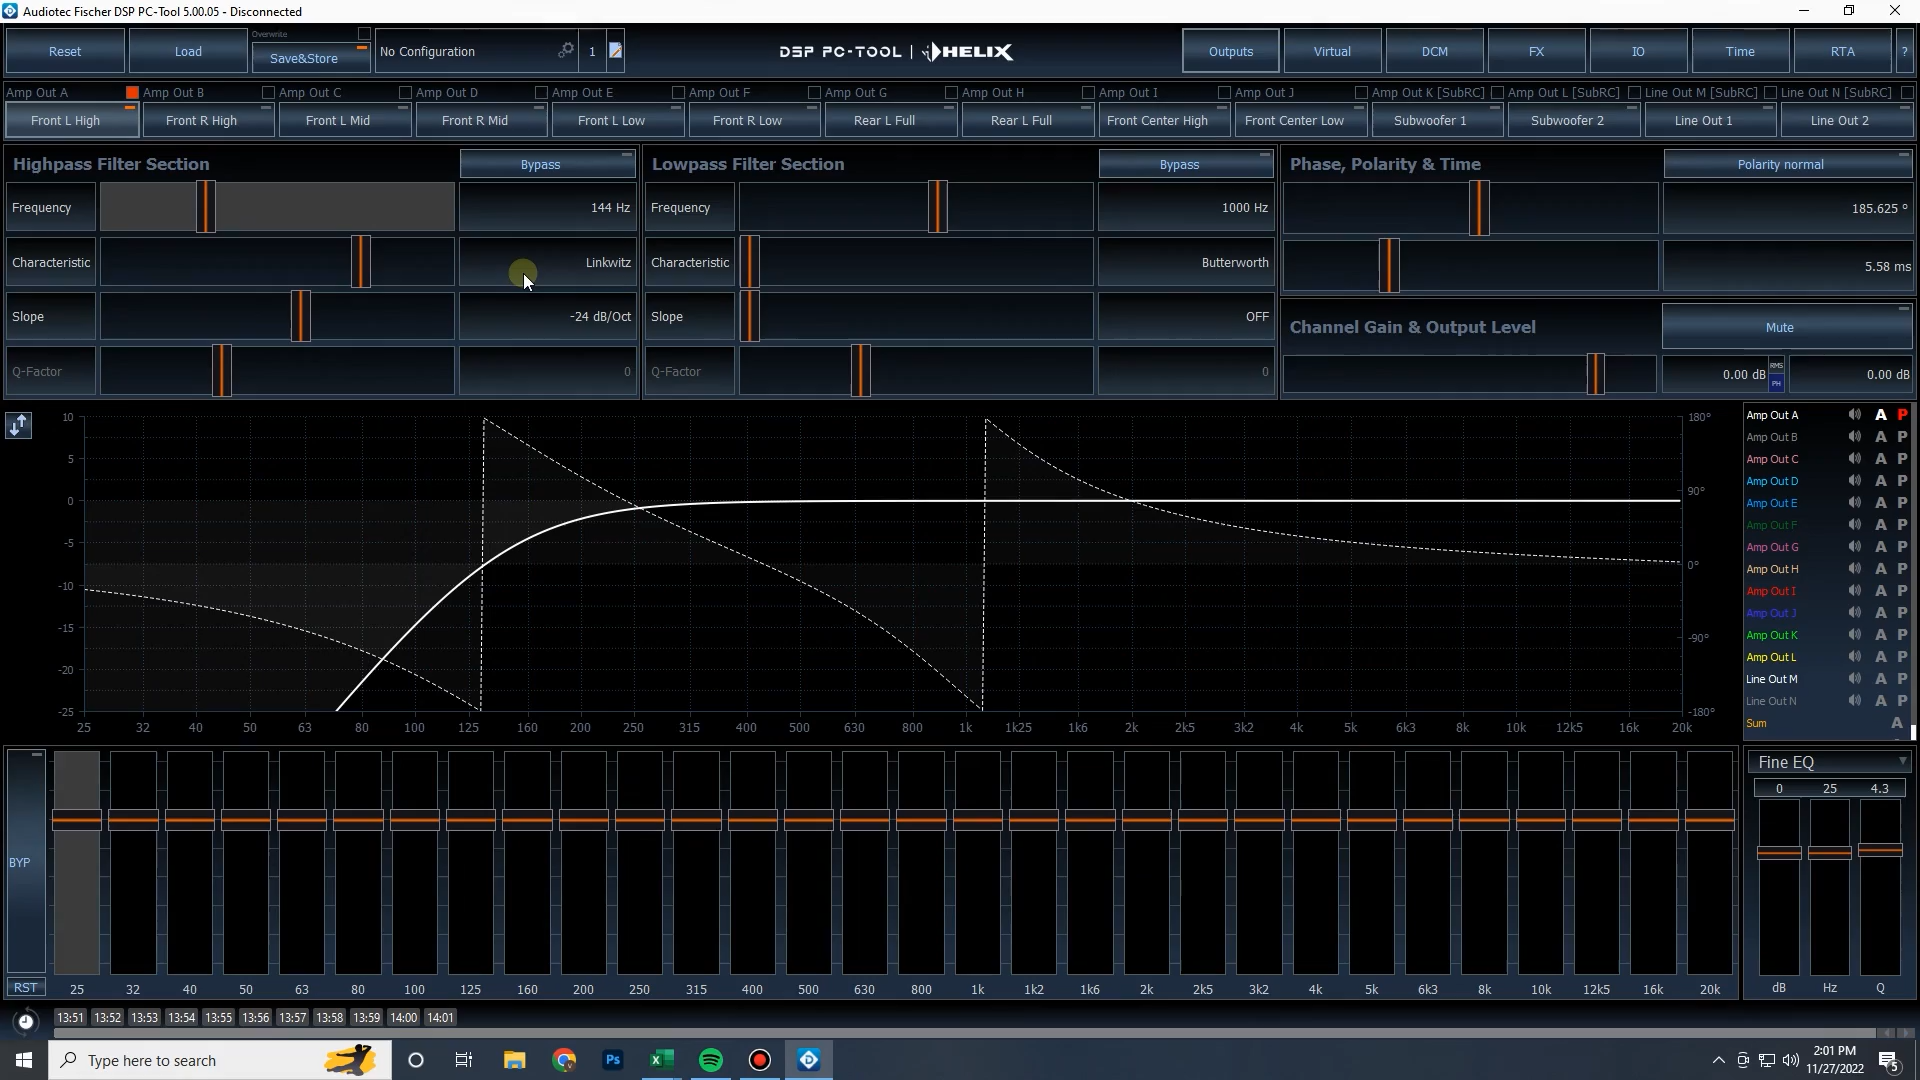 Audiotec Fischer DSP PC-Tool 5.00.05 - Disconnected
Reset
Load
Overwrite
Save&Store
No Configuration
1
DSP PC-TOOL | HELIX
Outputs
Virtual
DCM
FX
IO
Time
RTA
?
Amp Out A
Amp Out B
Amp Out C
Amp Out D
Amp Out E
Amp Out F
Amp Out G
Amp Out H
Amp Out I
Amp Out J
Amp Out K [SubRC]
Amp Out L [SubRC]
Line Out M [SubRC]
Line Out N [SubRC]
Front L High
Front R High
Front L Mid
Front R Mid
Front L Low
Front R Low
Rear L Full
Rear L Full
Front Center High
Front Center Low
Subwoofer 1
Subwoofer 2
Line Out 1
Line Out 2
Highpass Filter Section
Bypass
Frequency
144 Hz
Characteristic
Linkwitz
Slope
-24 dB/Oct
Q-Factor
0
Lowpass Filter Section
Bypass
Frequency
1000 Hz
Characteristic
Butterworth
Slope
OFF
Q-Factor
0
Phase, Polarity & Time
Polarity normal
185.625 °
5.58 ms
Channel Gain & Output Level
Mute
0.00 dB
RMS
PH
0.00 dB
10
5
0
-5
-10
-15
-20
-25
180°
90°
0°
-90°
-180°
25 32 40 50 63 80 100 125 160 200 250 315 400 500 630 800 1k 1k25 1k6 2k 2k5 3k2 4k 5k 6k3 8k 10k 12k5 16k 20k
Amp Out A A P
Amp Out B A P
Amp Out C A P
Amp Out D A P
Amp Out E A P
Amp Out F A P
Amp Out G A P
Amp Out H A P
Amp Out I A P
Amp Out J A P
Amp Out K A P
Amp Out L A P
Line Out M A P
Line Out N A P
Sum A
BYP
RST
25 32 40 50 63 80 100 125 160 200 250 315 400 500 630 800 1k 1k2 1k6 2k 2k5 3k2 4k 5k 6k3 8k 10k 12k5 16k 20k
Fine EQ
0 25 4.3
dB Hz Q
13:51 13:52 13:53 13:54 13:55 13:56 13:57 13:58 13:59 14:00 14:01
Type here to search
Ps
2:01 PM
11/27/2022
5